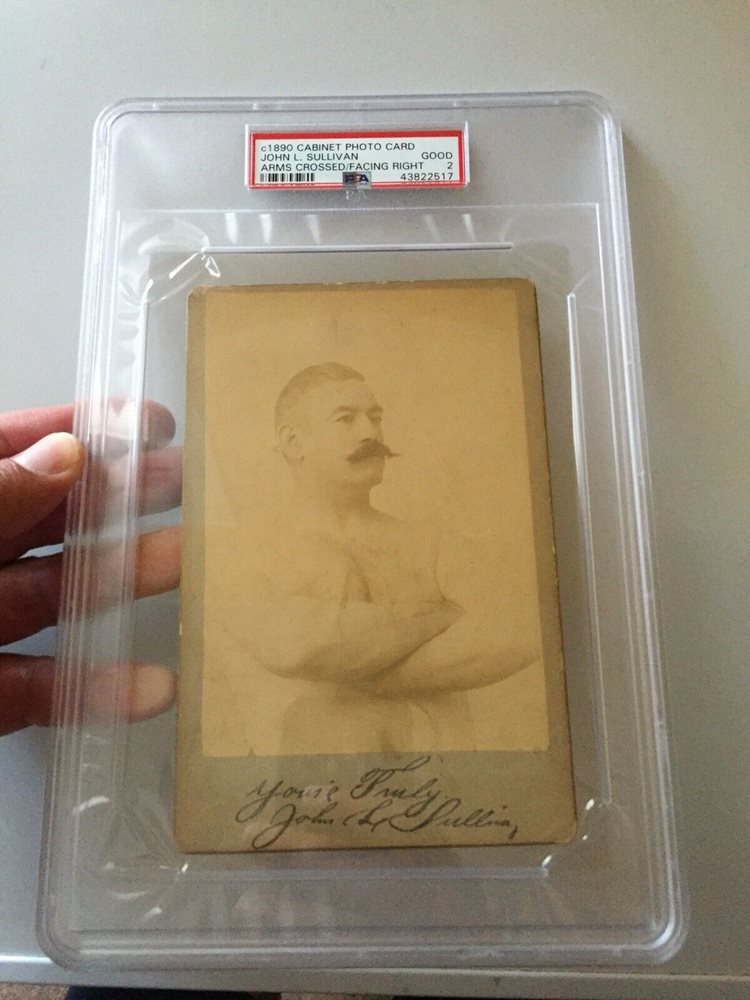 c1890 CABINET PHOTO CARD
JOHN L. SULLIVAN GOOD
ARMS CROSSED/FACING RIGHT 2
PSA 43822517
Yours Truly
John L Sullivan